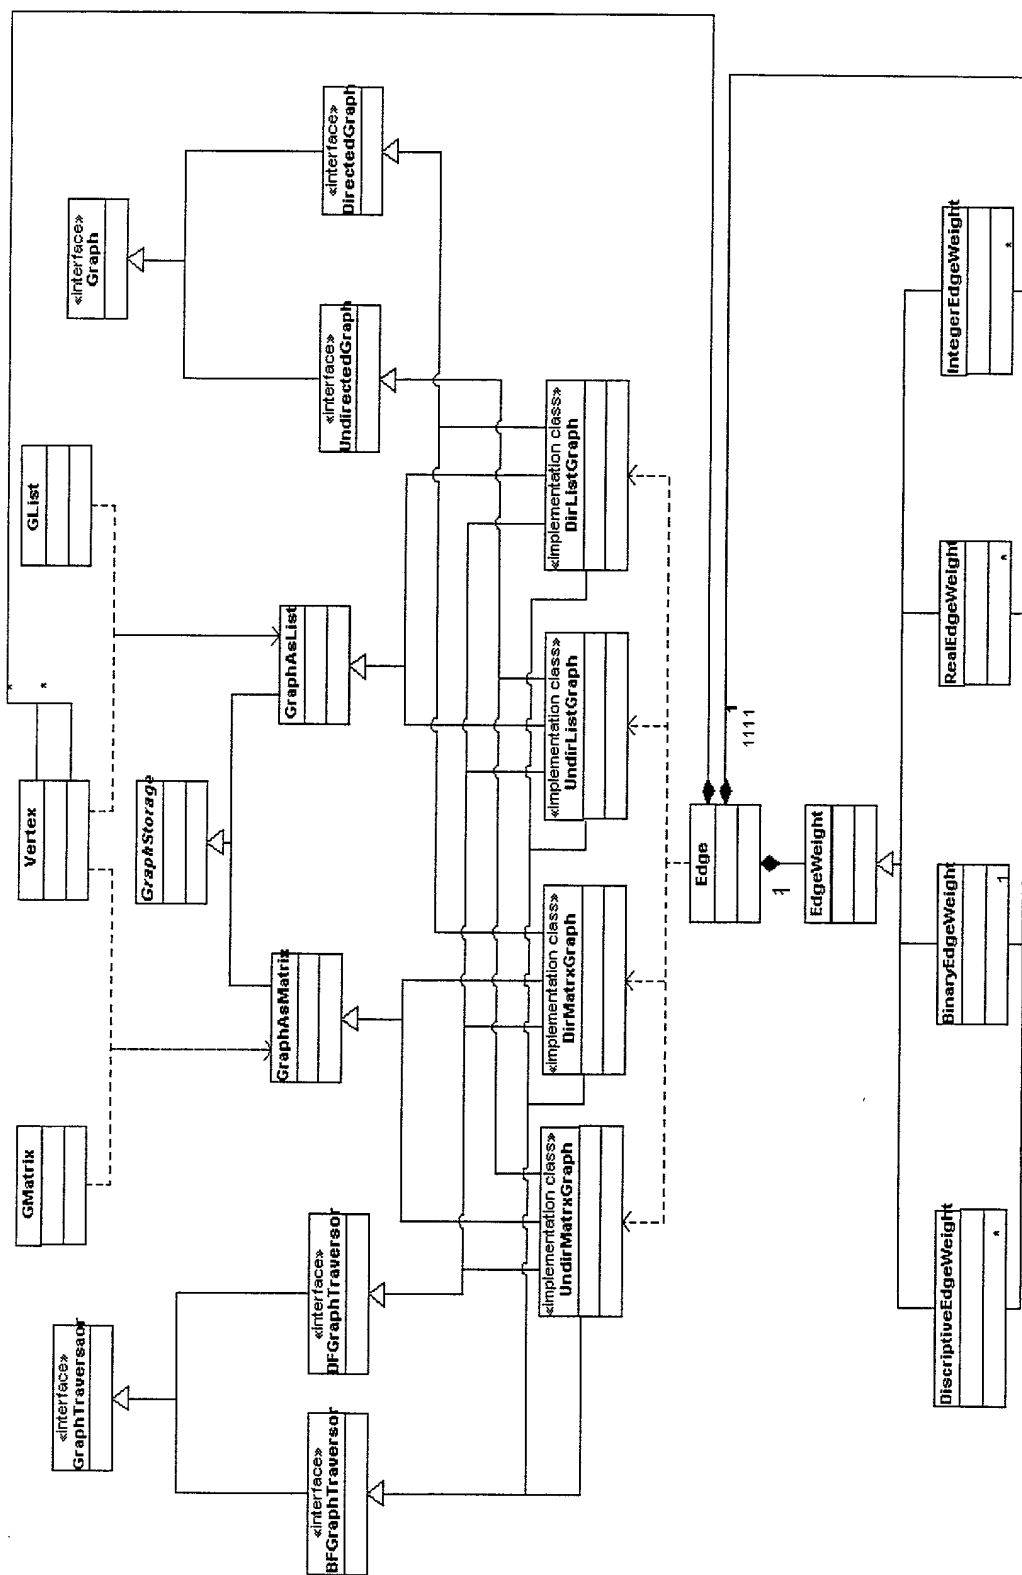 «interface»
GraphTraversaor
GMatrix
Vertex
GList
«interface»
Graph
*
*
GraphStorage
«interface»
BFGraphTraversor
«interface»
DFGraphTraversor
GraphAsMatrix
GraphAsList
«interface»
UndirectedGraph
«interface»
DirectedGraph
«implementation class»
UndirMatrxGraph
«implementation class»
DirMatrxGraph
«implementation class»
UndirListGraph
«implementation class»
DirListGraph
Edge
1
1111
1
EdgeWeight
DiscriptiveEdgeWeight
*
BinaryEdgeWeight
1
RealEdgeWeight
*
IntegerEdgeWeight
*